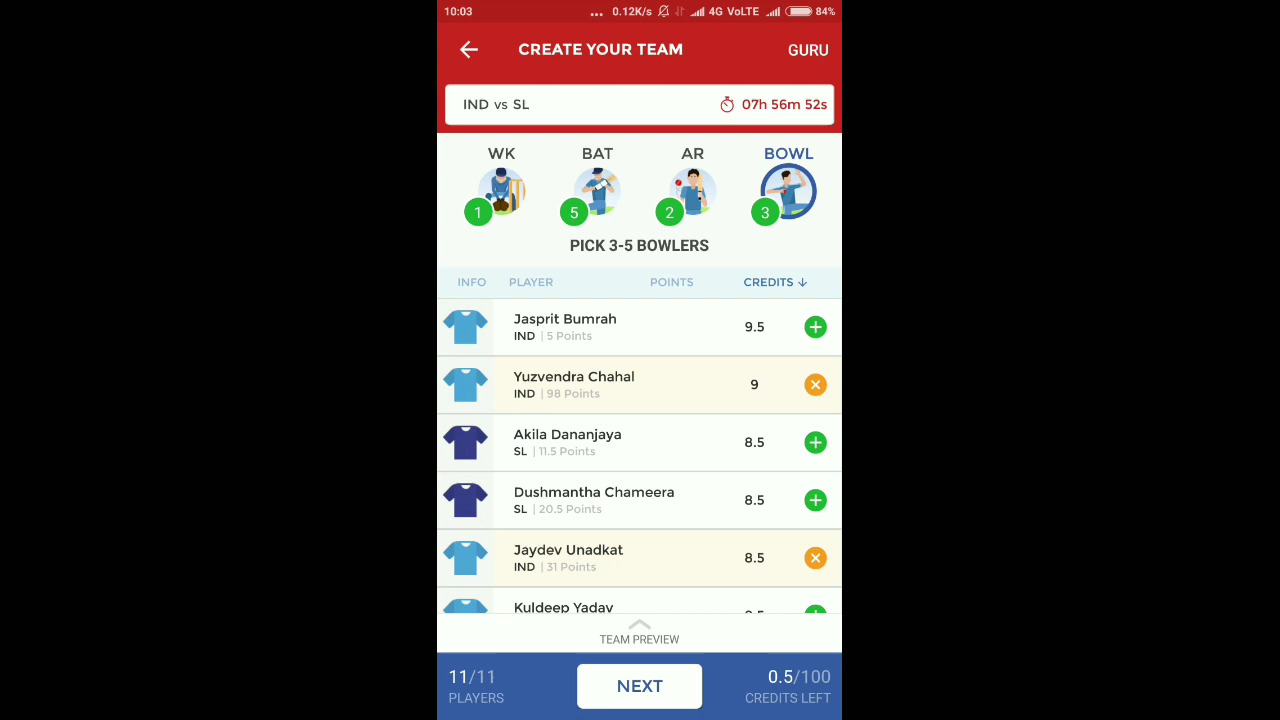 10:03 ... 0.12K/s 4G VoLTE 84%
CREATE YOUR TEAM GURU
IND vs SL 07h 56m 52s
WK BAT AR BOWL
1 5 2 3
PICK 3-5 BOWLERS
INFO PLAYER POINTS CREDITS ↓
Jasprit Bumrah
IND | 5 Points 9.5
Yuzvendra Chahal
IND | 98 Points 9
Akila Dananjaya
SL | 11.5 Points 8.5
Dushmantha Chameera
SL | 20.5 Points 8.5
Jaydev Unadkat
IND | 31 Points 8.5
Kuldeep Yadav
TEAM PREVIEW
11/11 NEXT 0.5/100
PLAYERS CREDITS LEFT